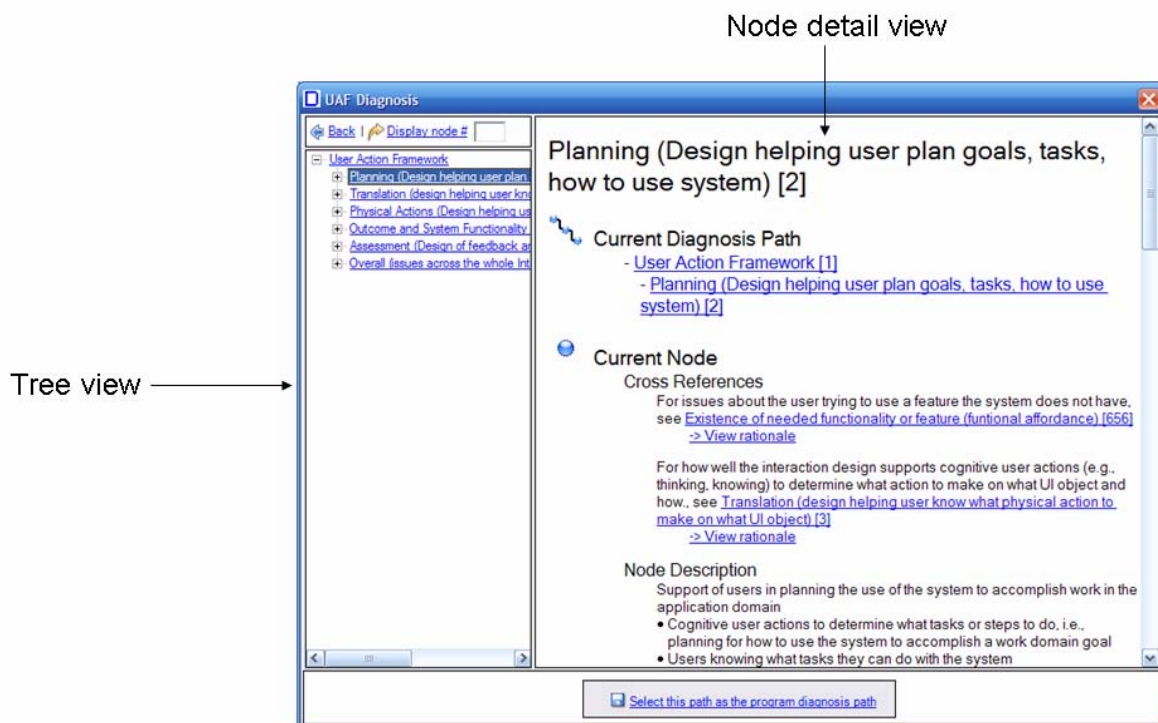 Node detail view
UAF Diagnosis
Back | Display node #
User Action Framework
Planning (Design helping user plan
Translation (design helping user kno
Physical Actions (Design helping us
Outcome and System Functionality
Assessment (Design of feedback an
Overall (issues across the whole Int
Tree view
Planning (Design helping user plan goals, tasks,
how to use system) [2]
Current Diagnosis Path
- User Action Framework [1]
- Planning (Design helping user plan goals, tasks, how to use
system) [2]
Current Node
Cross References
For issues about the user trying to use a feature the system does not have,
see Existence of needed functionality or feature (funtional affordance) [656]
-> View rationale
For how well the interaction design supports cognitive user actions (e.g.,
thinking, knowing) to determine what action to make on what UI object and
how., see Translation (design helping user know what physical action to
make on what UI object) [3]
-> View rationale
Node Description
Support of users in planning the use of the system to accomplish work in the
application domain
• Cognitive user actions to determine what tasks or steps to do, i.e.,
planning for how to use the system to accomplish a work domain goal
• Users knowing what tasks they can do with the system
Select this path as the program diagnosis path